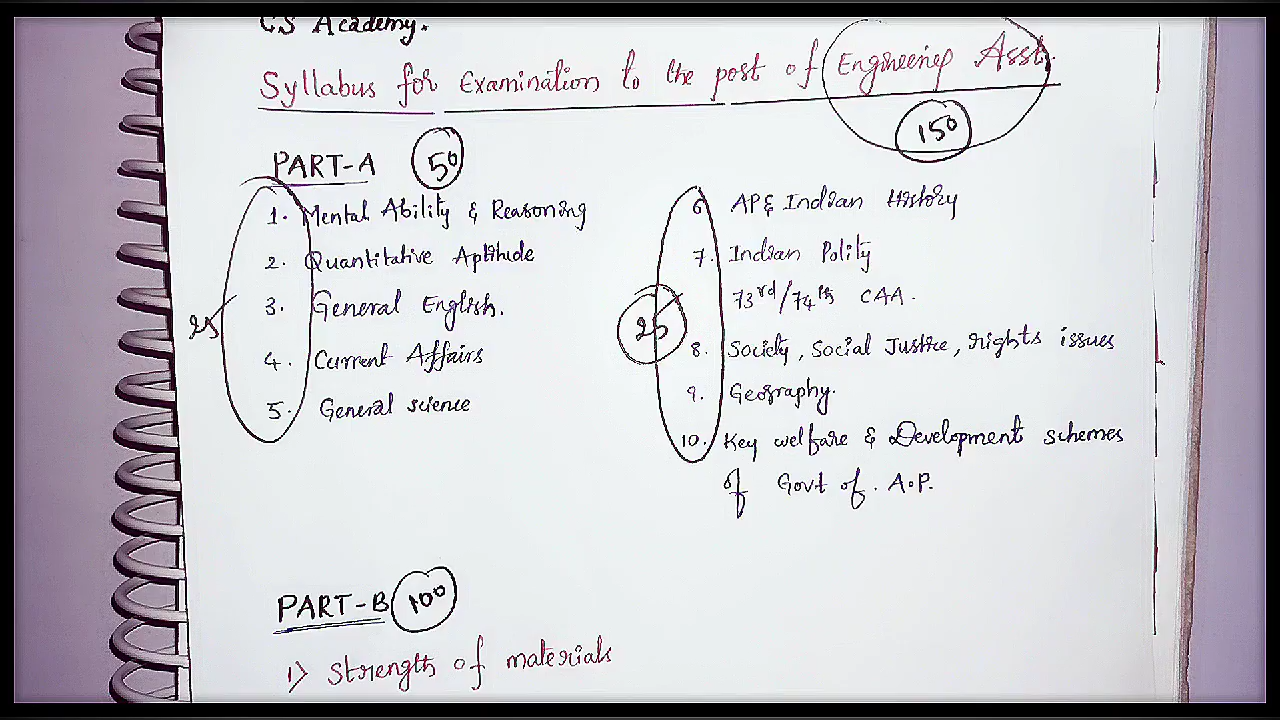 CS Academy.
Syllabus for Examination to the post of Engineering Asst.
150
PART-A 50
1. Mental Ability & Reasoning
2. Quantitative Aptitude
3. General English.
4. Current Affairs
5. General science
25
6 AP & Indian History
7. Indian Polity
73rd/74th CAA.
8. Society, Social Justice, rights issues
9. Geography.
10. Key welfare & Development schemes
of Govt of. A.P.
25
PART-B 100
1) Strength of materials